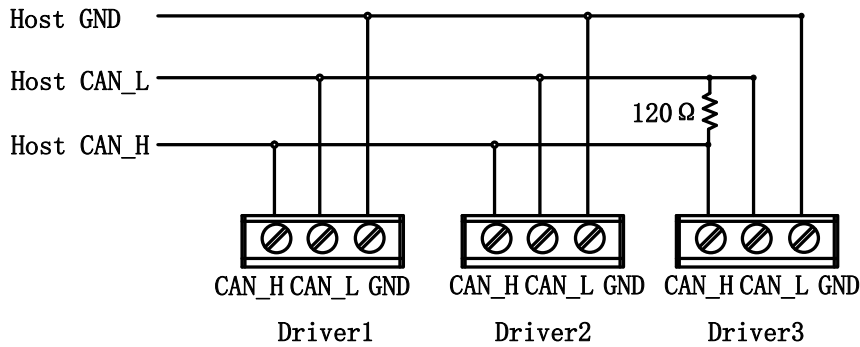 Host GND
Host CAN_L
120Ω
Host CAN_H
CAN_H CAN_L GND
CAN_H CAN_L GND
CAN_H CAN_L GND
Driver1
Driver2
Driver3